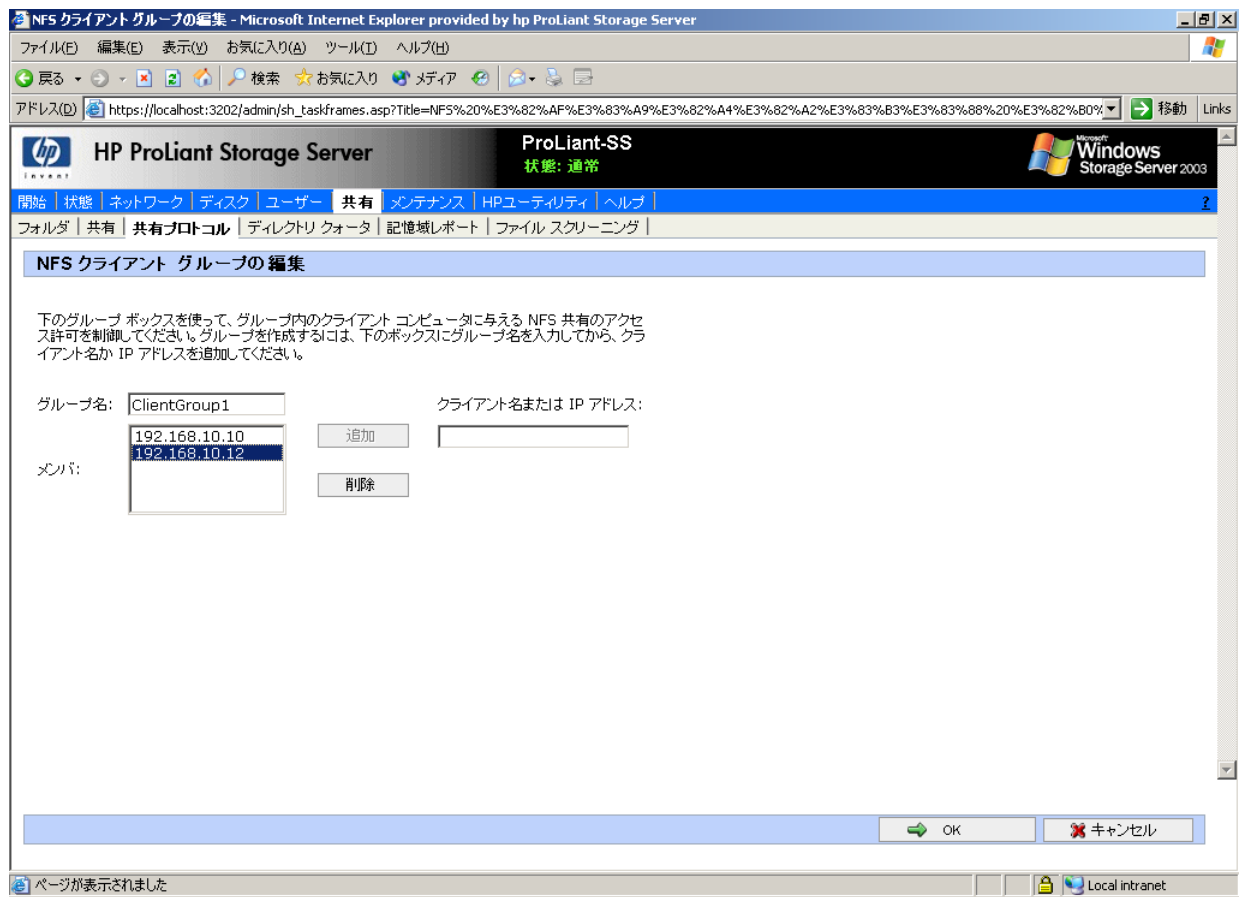 NFS クライアント グループの編集 - Microsoft Internet Explorer provided by hp ProLiant Storage Server
ファイル(F) 編集(E) 表示(V) お気に入り(A) ツール(T) ヘルプ(H)
戻る 検索 お気に入り メディア
アドレス(D) https://localhost:3202/admin/sh_taskframes.asp?Title=NFS%20%E3%82%AF%E3%83%A9%E3%82%A4%E3%82%A2%E3%83%B3%E3%83%88%20%E3%82%B0% 移動 Links
hp invent HP ProLiant Storage Server
ProLiant-SS
状態: 通常
Microsoft Windows Storage Server 2003
開始 状態 ネットワーク ディスク ユーザー 共有 メンテナンス HPユーティリティ ヘルプ ?
フォルダ 共有 共有プロトコル ディレクトリ クォータ 記憶域レポート ファイル スクリーニング
NFS クライアント グループの編集
下のグループ ボックスを使って、グループ内のクライアント コンピュータに与える NFS 共有のアクセ
ス許可を制御してください。グループを作成するには、下のボックスにグループ名を入力してから、クラ
イアント名か IP アドレスを追加してください。
グループ名: ClientGroup1 クライアント名または IP アドレス:
192.168.10.10 追加
192.168.10.12
メンバ:
削除
OK キャンセル
ページが表示されました Local intranet